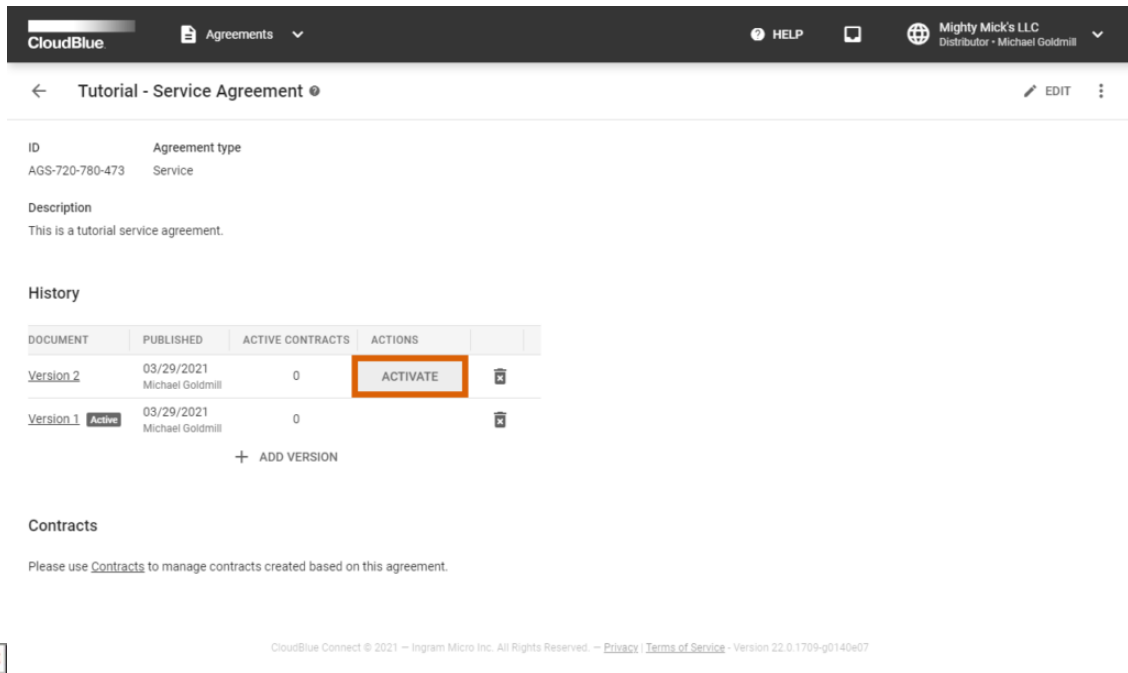 CloudBlue.
Agreements
HELP
Mighty Mick's LLC
Distributor • Michael Goldmill
Tutorial - Service Agreement
EDIT
ID Agreement type
AGS-720-780-473 Service
Description
This is a tutorial service agreement.
History
DOCUMENT PUBLISHED ACTIVE CONTRACTS ACTIONS
Version 2 03/29/2021 Michael Goldmill 0 ACTIVATE
Version 1 Active 03/29/2021 Michael Goldmill 0
+ ADD VERSION
Contracts
Please use Contracts to manage contracts created based on this agreement.
CloudBlue Connect © 2021 — Ingram Micro Inc. All Rights Reserved. — Privacy | Terms of Service - Version 22.0.1709-g0140e07